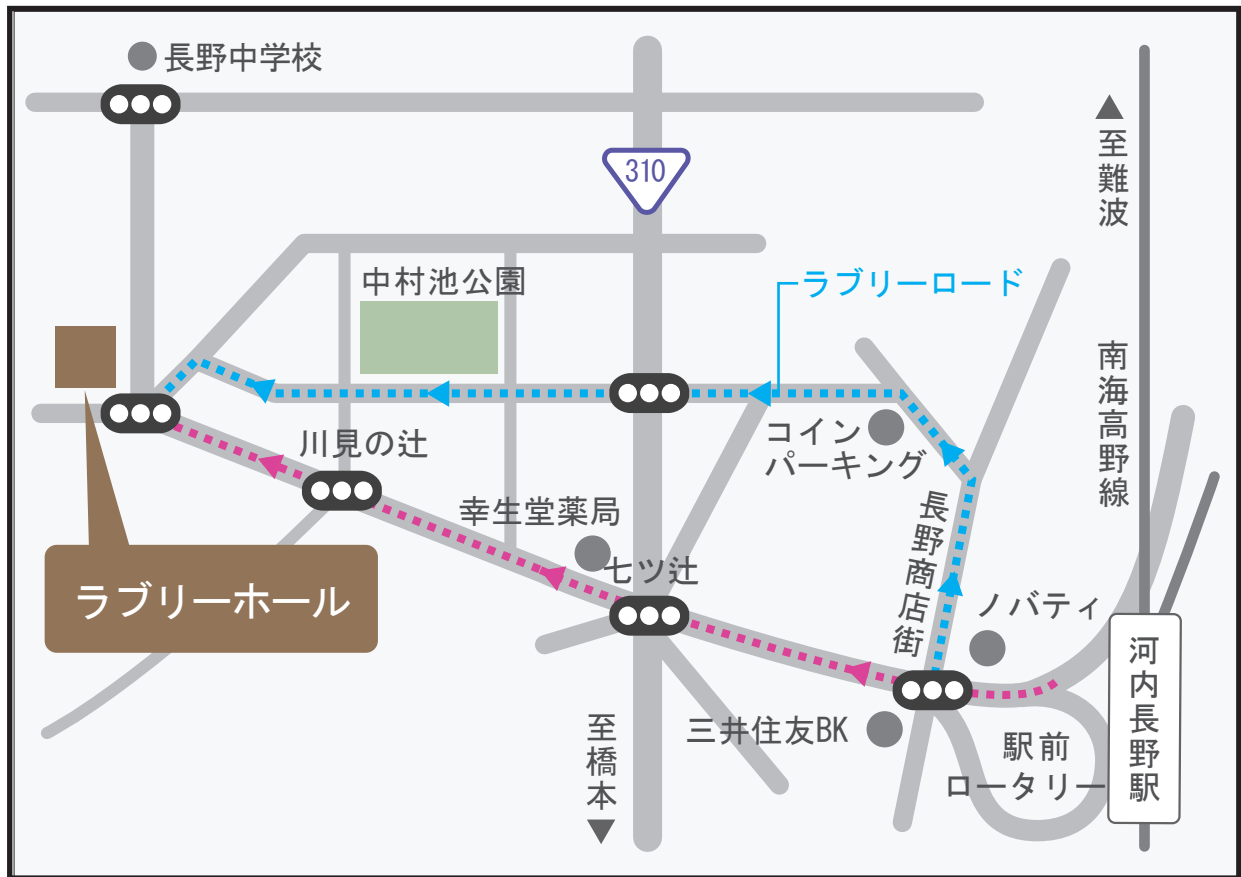 長野中学校
310
至難波
中村池公園
ラブリーロード
南海高野線
コイン
パーキング
川見の辻
幸生堂薬局
長野商店街
七ツ辻
ラブリーホール
ノバティ
河内長野駅
三井住友BK
至橋本
駅前
ロータリー